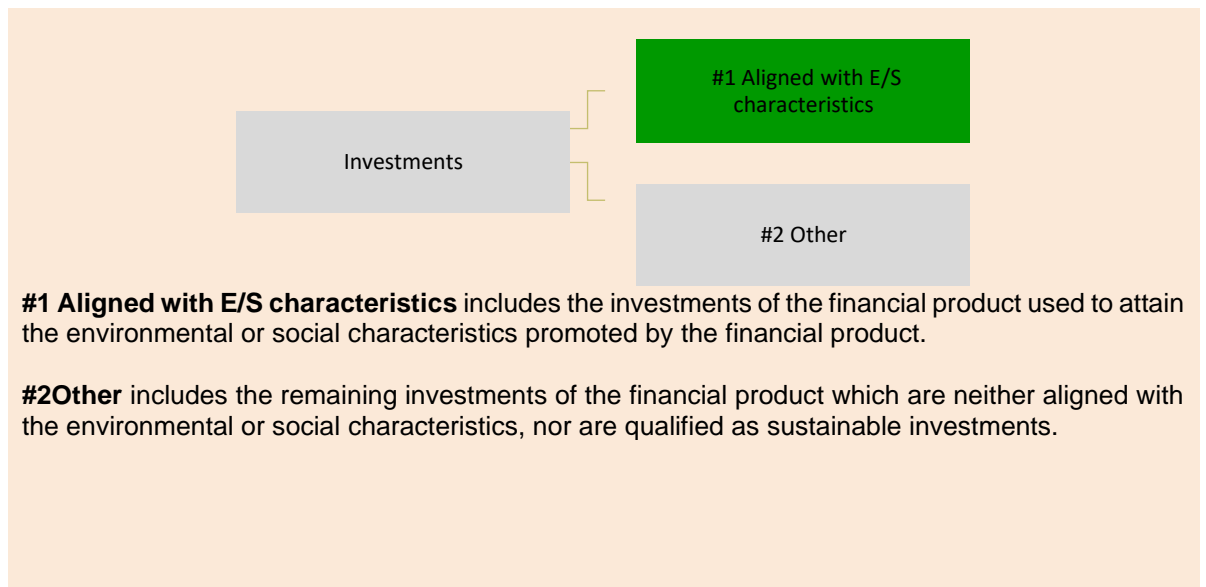 #1 Aligned with E/S
characteristics
Investments
#2 Other
#1 Aligned with E/S characteristics includes the investments of the financial product used to attain
the environmental or social characteristics promoted by the financial product.
#2Other includes the remaining investments of the financial product which are neither aligned with
the environmental or social characteristics, nor are qualified as sustainable investments.